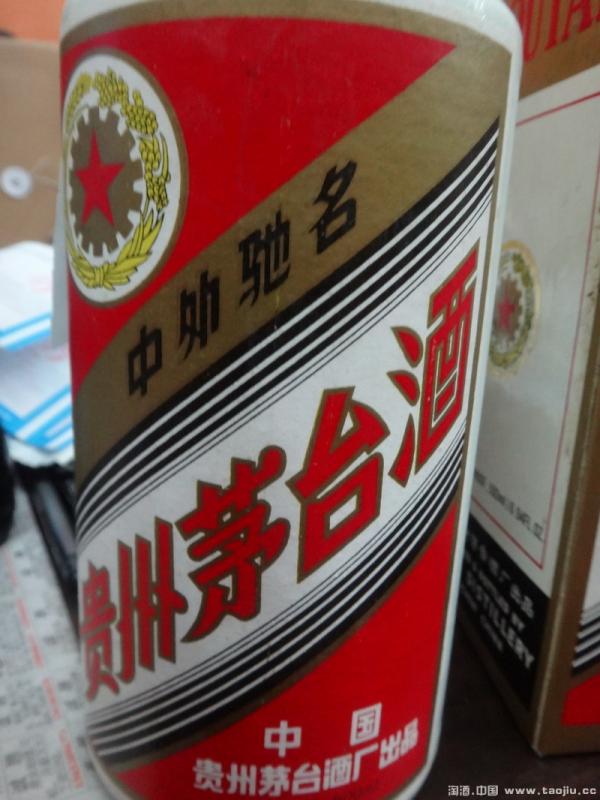 中外驰名
贵州茅台酒
中国
贵州茅台酒厂出品
DISTILLERY
淘酒.中国 www.taojiu.cc